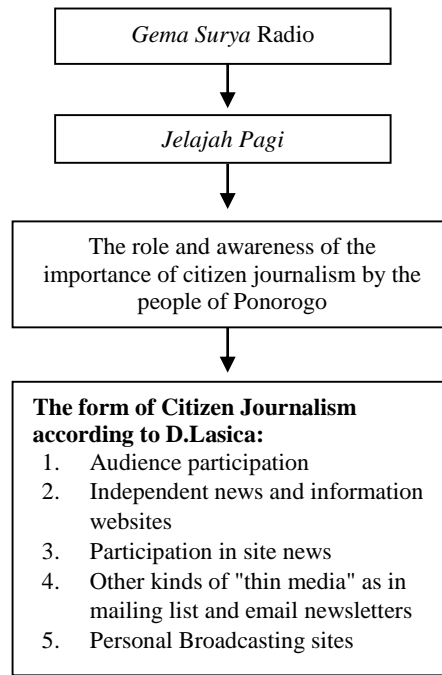 Gema Surya Radio
Jelajah Pagi
The role and awareness of the
importance of citizen journalism by the
people of Ponorogo
The form of Citizen Journalism
according to D.Lasica:
1. Audience participation
2. Independent news and information
websites
3. Participation in site news
4. Other kinds of "thin media" as in
mailing list and email newsletters
5. Personal Broadcasting sites